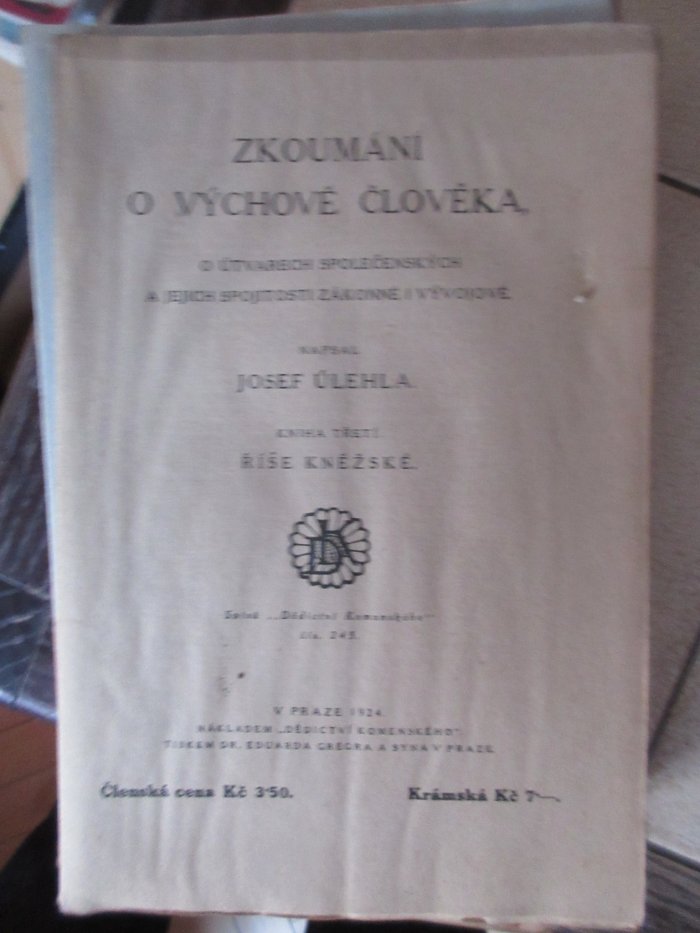 ZKOUMÁNÍ
O VÝCHOVĚ ČLOVĚKA,
O ÚTVARECH SPOLEČENSKÝCH
A JEJICH SPOJITOSTI ZÁKONNÉ I VÝVOJOVÉ.
NAPSAL
JOSEF ÚLEHLA.
KNIHA TŘETÍ.
ŘÍŠE KNĚŽSKÉ.
DK
Spisů „Dědictví Komenského“
čís.
V PRAZE 1924.
NÁKLADEM „DĚDICTVÍ KOMENSKÉHO“.
TISKEM DR. EDUARDA GRÉGRA A SYNA V PRAZE.
Členská cena Kč 3·50.
Krámská Kč 7—.